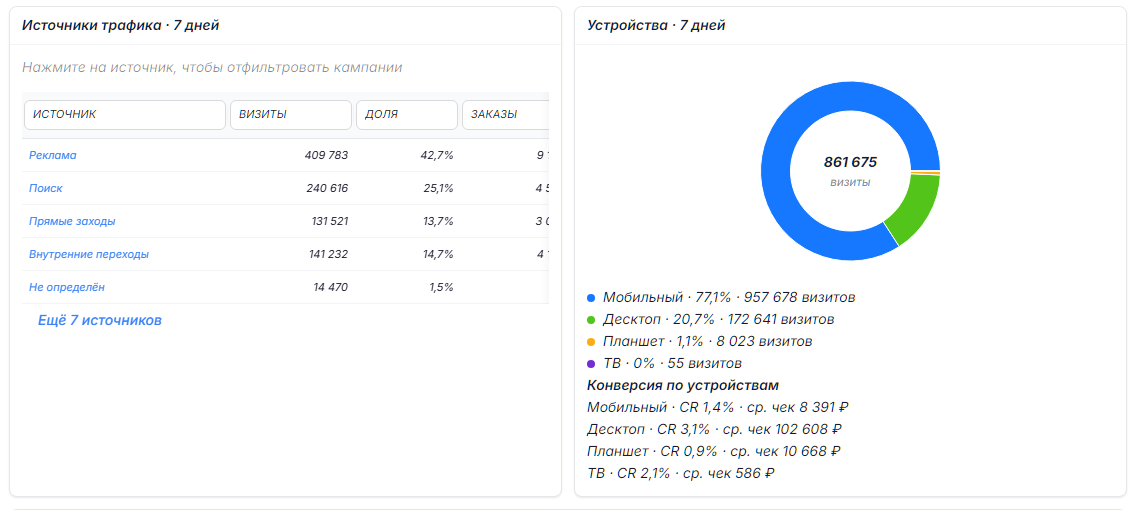 Источники трафика · 7 дней
Нажмите на источник, чтобы отфильтровать кампании
ИСТОЧНИК ВИЗИТЫ ДОЛЯ ЗАКАЗЫ
Реклама 409 783 42,7% 9
Поиск 240 616 25,1% 4
Прямые заходы 131 521 13,7% 3
Внутренние переходы 141 232 14,7% 4
Не определён 14 470 1,5%
Ещё 7 источников
Устройства · 7 дней
861 675
визиты
Мобильный · 77,1% · 957 678 визитов
Десктоп · 20,7% · 172 641 визитов
Планшет · 1,1% · 8 023 визитов
ТВ · 0% · 55 визитов
Конверсия по устройствам
Мобильный · CR 1,4% · ср. чек 8 391 ₽
Десктоп · CR 3,1% · ср. чек 102 608 ₽
Планшет · CR 0,9% · ср. чек 10 668 ₽
ТВ · CR 2,1% · ср. чек 586 ₽